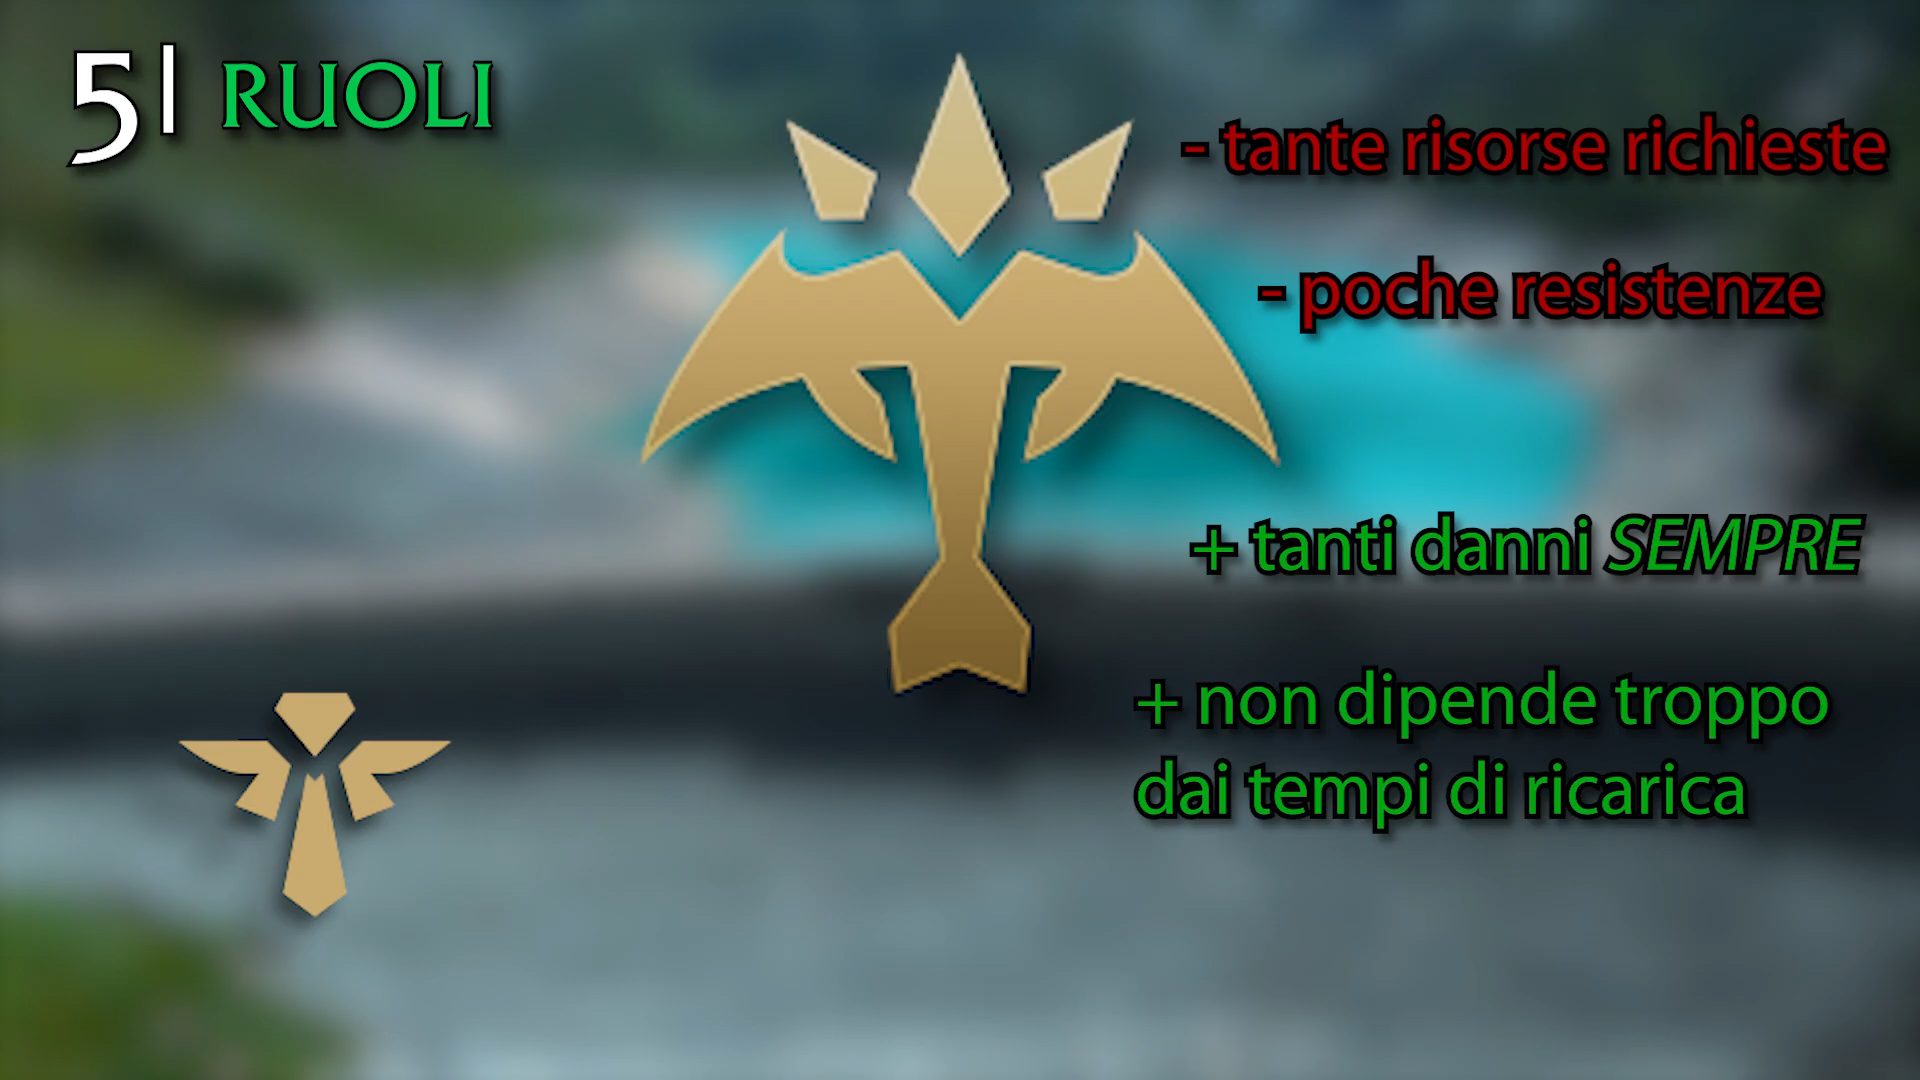 5| RUOLI
- tante risorse richieste
- poche resistenze
+ tanti danni SEMPRE
+ non dipende troppo
dai tempi di ricarica